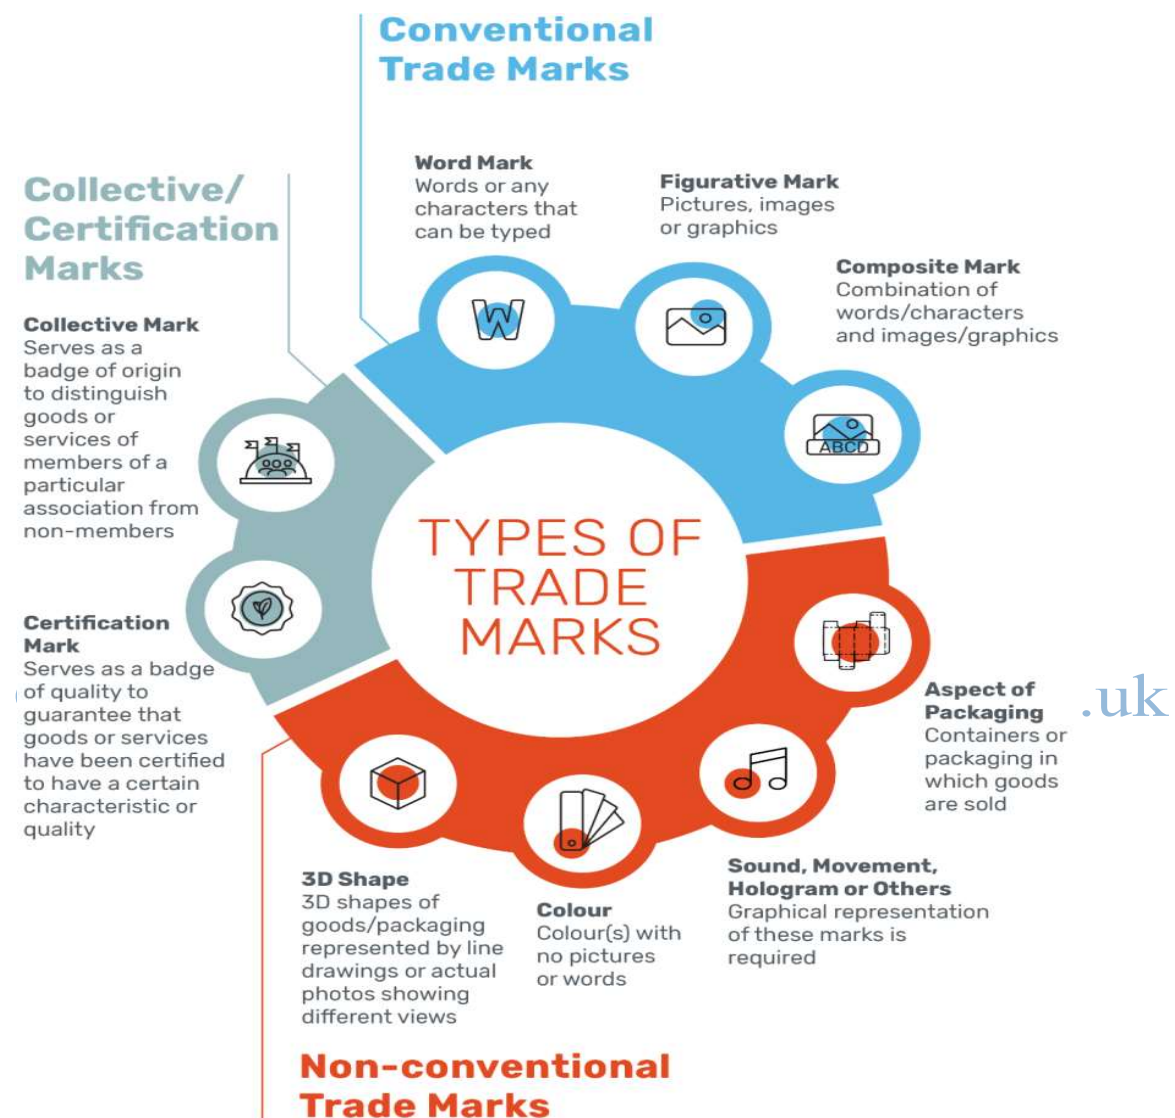 Conventional
Trade Marks
Word Mark
Words or any
characters that
can be typed
Figurative Mark
Pictures, images
or graphics
Composite Mark
Combination of
words/characters
and images/graphics
Collective/
Certification
Marks
Collective Mark
Serves as a
badge of origin
to distinguish
goods or
services of
members of a
particular
association from
non-members
Certification
Mark
Serves as a badge
of quality to
guarantee that
goods or services
have been certified
to have a certain
characteristic or
quality
W
ABCD
TYPES OF
TRADE
MARKS
Aspect of
Packaging
Containers or
packaging in
which goods
are sold
.uk
Sound, Movement,
Hologram or Others
Graphical representation
of these marks is
required
Colour
Colour(s) with
no pictures
or words
3D Shape
3D shapes of
goods/packaging
represented by line
drawings or actual
photos showing
different views
Non-conventional
Trade Marks